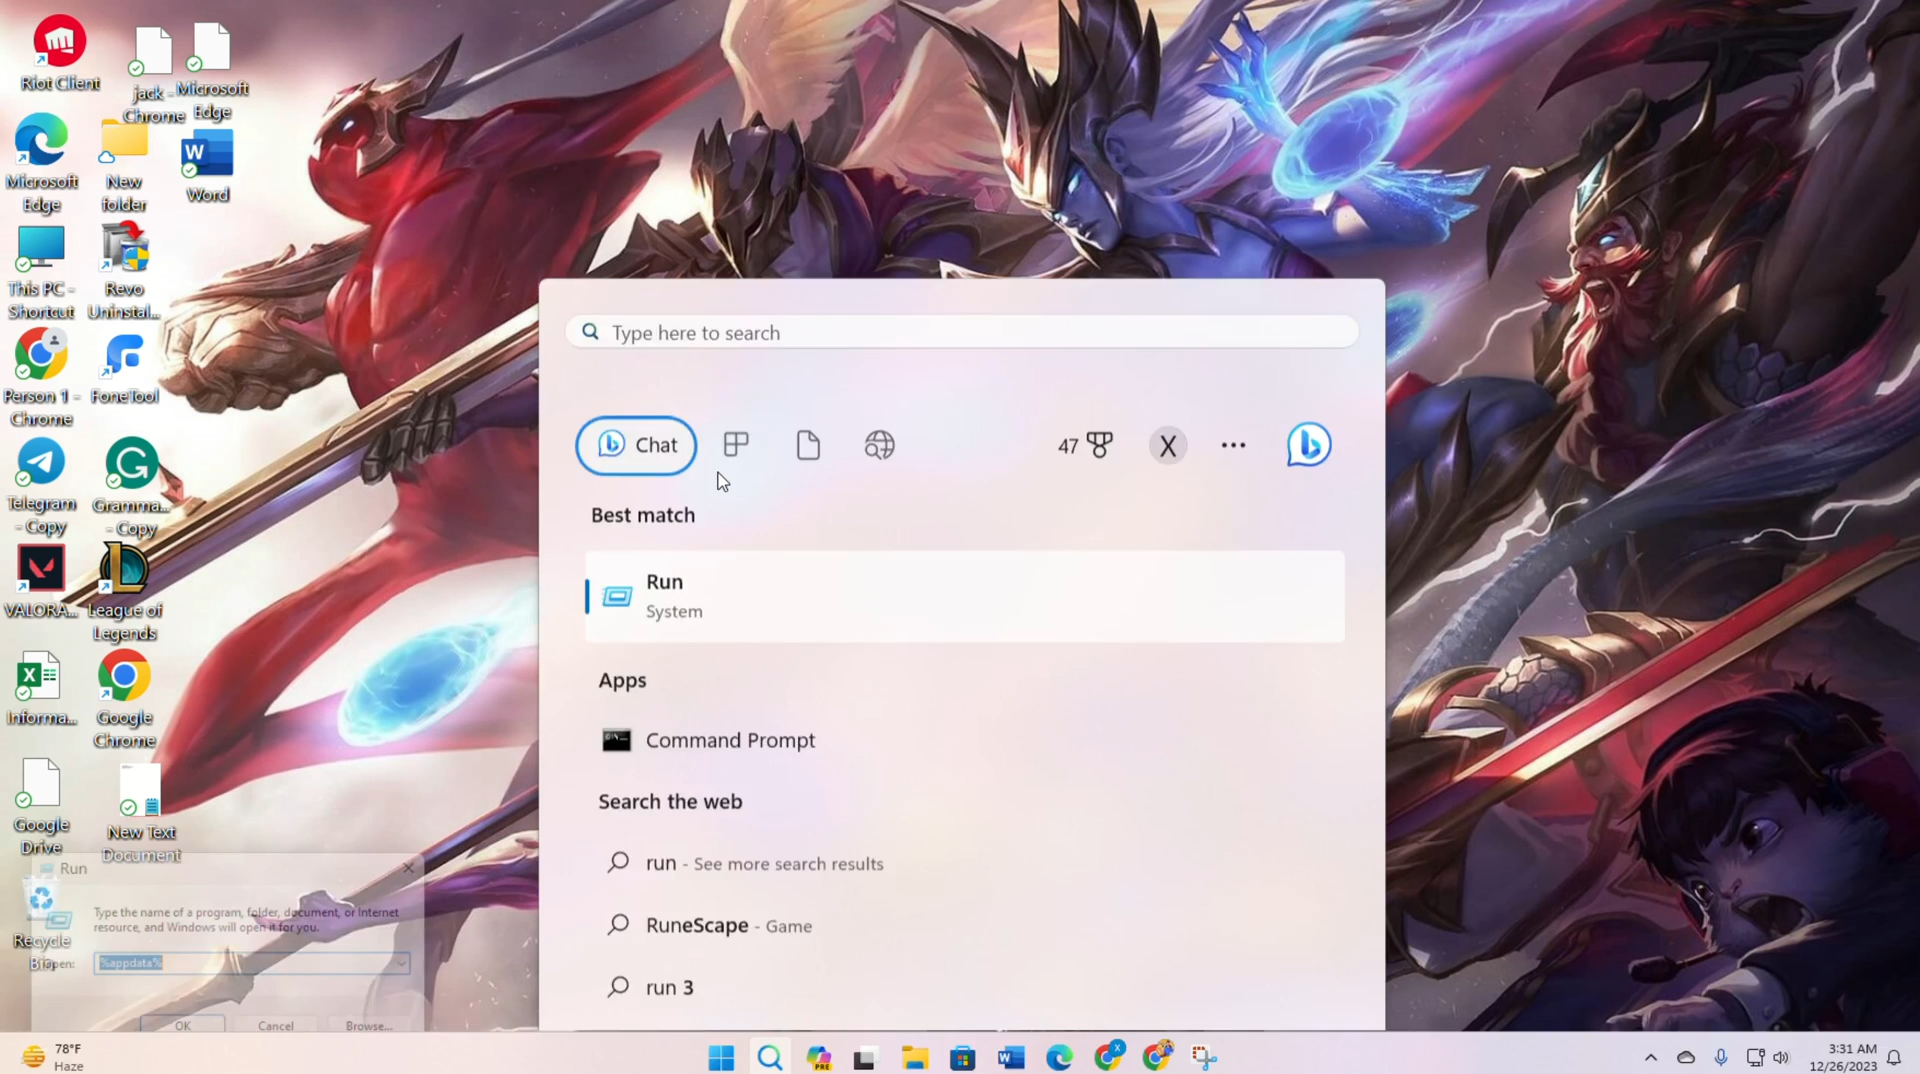 Riot Client
jack -
Chrome
Microsoft
Edge
Microsoft
Edge
New
folder
Word
This PC -
Shortcut
Revo
Uninstal...
Person 1 -
Chrome
FoneTool
Telegram
- Copy
Gramma...
- Copy
VALORA...
League of
Legends
Informa...
Google
Chrome
Google
Drive
New Text
Document
Recycle
Bin
Run
Type the name of a program, folder, document, or Internet
resource, and Windows will open it for you.
Open:
%appdata%
OK
Cancel
Browse...
Type here to search
Chat
47
X
Best match
Run
System
Apps
Command Prompt
Search the web
run - See more search results
RuneScape - Game
run 3
78°F
Haze
PRE
3:31 AM
12/26/2023